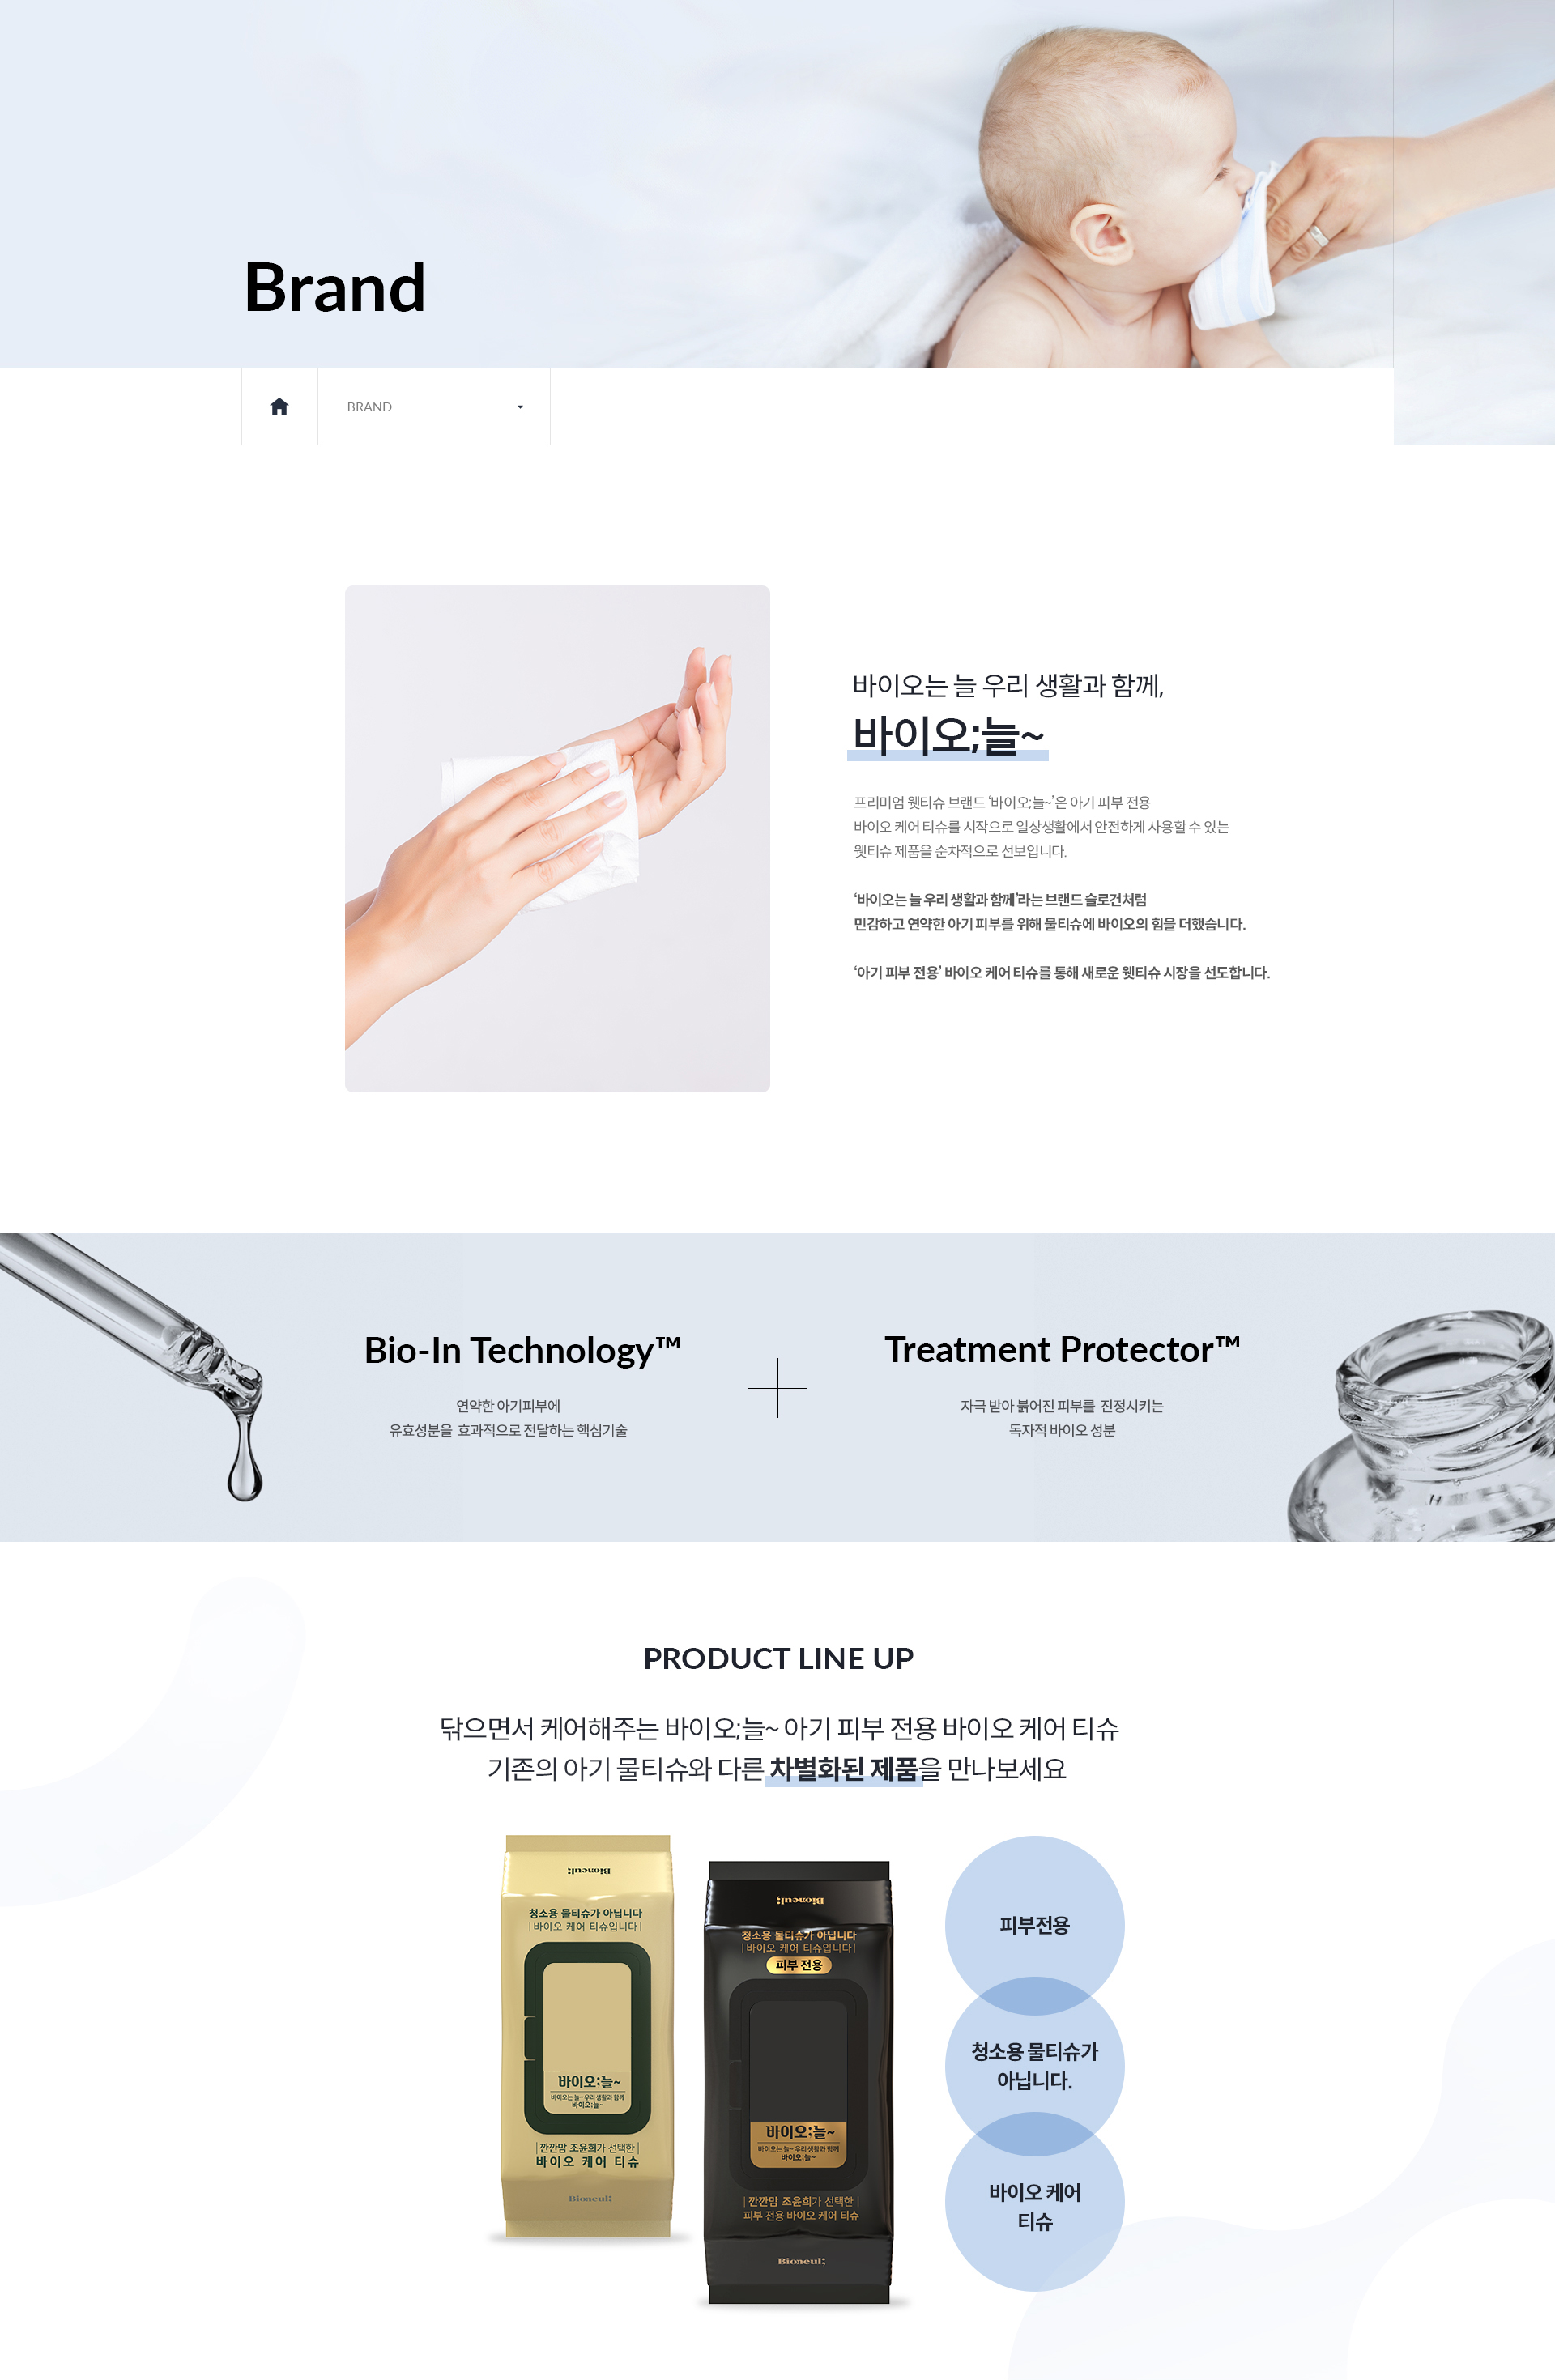 Brand
BRAND
바이오는 늘 우리 생활과 함께,
바이오;늘~
프리미엄 웻티슈 브랜드 ‘바이오;늘~’은 아기 피부 전용
바이오 케어 티슈를 시작으로 일상생활에서 안전하게 사용할 수 있는
웻티슈 제품을 순차적으로 선보입니다.
‘바이오는 늘 우리 생활과 함께’라는 브랜드 슬로건처럼
민감하고 연약한 아기 피부를 위해 물티슈에 바이오의 힘을 더했습니다.
‘아기 피부 전용’ 바이오 케어 티슈를 통해 새로운 웻티슈 시장을 선도합니다.
Bio-In Technology™
연약한 아기피부에
유효성분을 효과적으로 전달하는 핵심기술
Treatment Protector™
자극 받아 붉어진 피부를 진정시키는
독자적 바이오 성분
PRODUCT LINE UP
닦으면서 케어해주는 바이오;늘~ 아기 피부 전용 바이오 케어 티슈
기존의 아기 물티슈와 다른 차별화된 제품을 만나보세요
Bioneul;
청소용 물티슈가 아닙니다
|바이오 케어 티슈입니다|
바이오;늘~
바이오는 늘~ 우리 생활과 함께
바이오;늘~
|깐깐맘 조윤희가 선택한|
바이오 케어 티슈
Bioneul;
Bioneul;
청소용 물티슈가 아닙니다
|바이오 케어 티슈입니다|
피부 전용
바이오;늘~
바이오는 늘~ 우리 생활과 함께
바이오;늘~
|깐깐맘 조윤희가 선택한|
피부 전용 바이오 케어 티슈
Bioneul;
피부전용
청소용 물티슈가
아닙니다.
바이오 케어
티슈